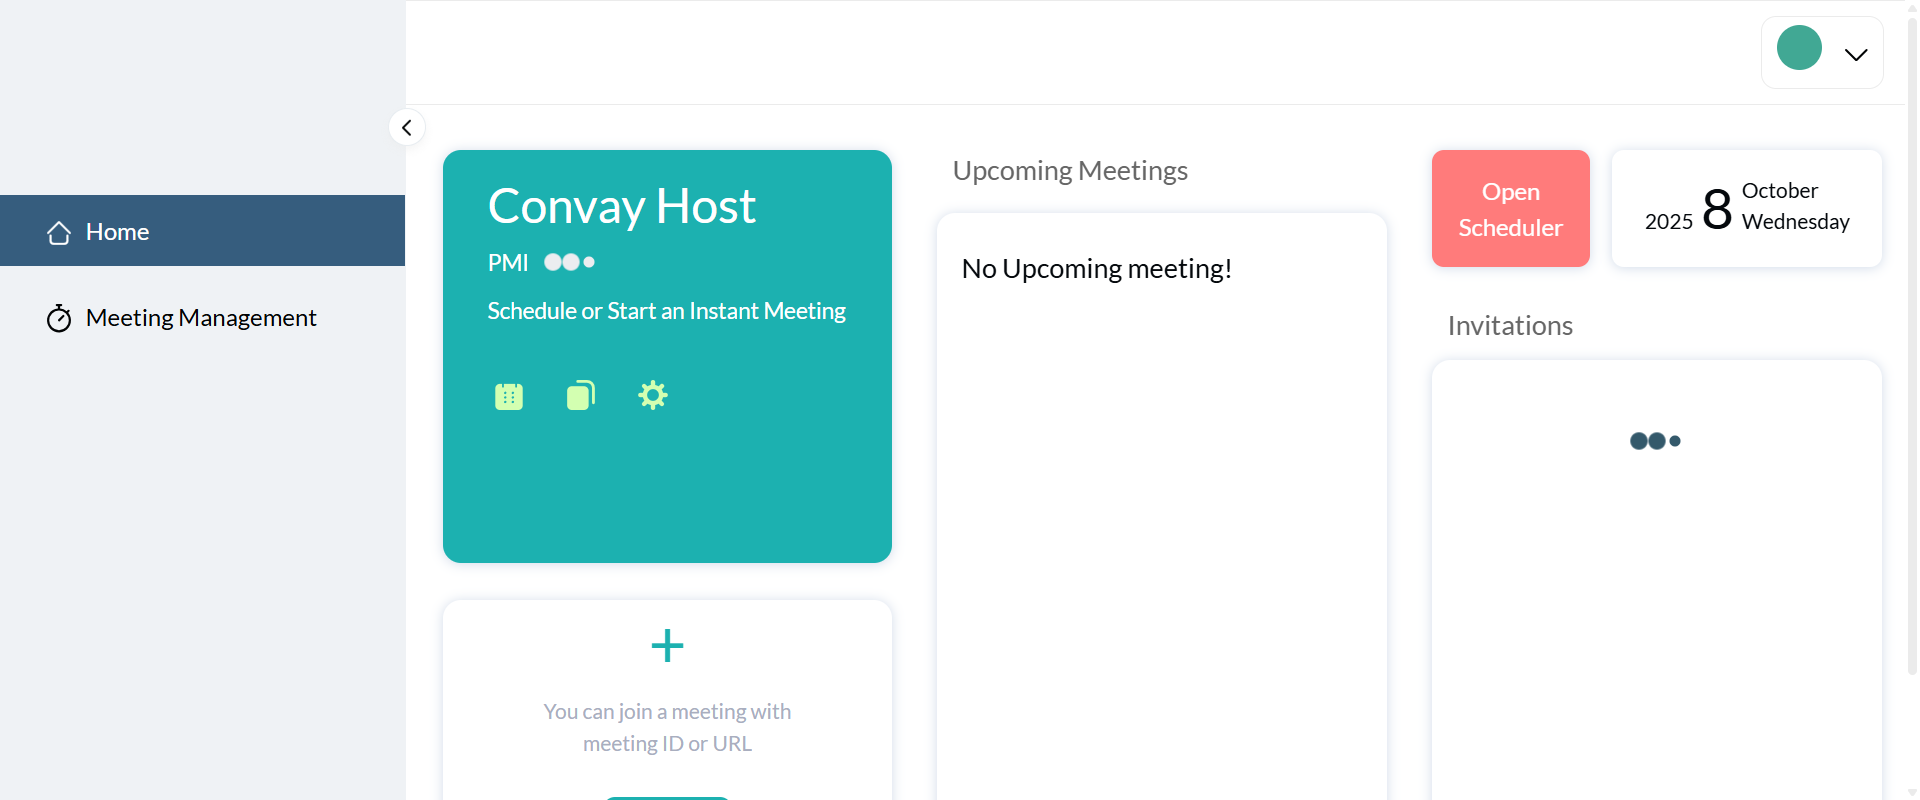 Home
Meeting Management
Convay Host
PMI
Schedule or Start an Instant Meeting
You can join a meeting with
meeting ID or URL
Upcoming Meetings
No Upcoming meeting!
Open
Scheduler
2025 8 October
Wednesday
Invitations